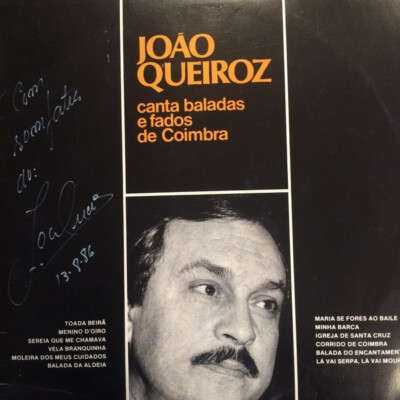 JOÃO
QUEIROZ
canta baladas
e fados
de Coimbra
Com
do:
13.8.86
TOADA BEIRÃ
MENINO D'OIRO
SEREIA QUE ME CHAMAVA
VELA BRANQUINHA
MOLEIRA DOS MEUS CUIDADOS
BALADA DA ALDEIA
MARIA SE FORES AO BAILE
MINHA BARCA
IGREJA DE SANTA CRUZ
CORRIDO DE COIMBRA
BALADA DO ENCANTAMENT
LÁ VAI SERPA, LÁ VAI MOUR